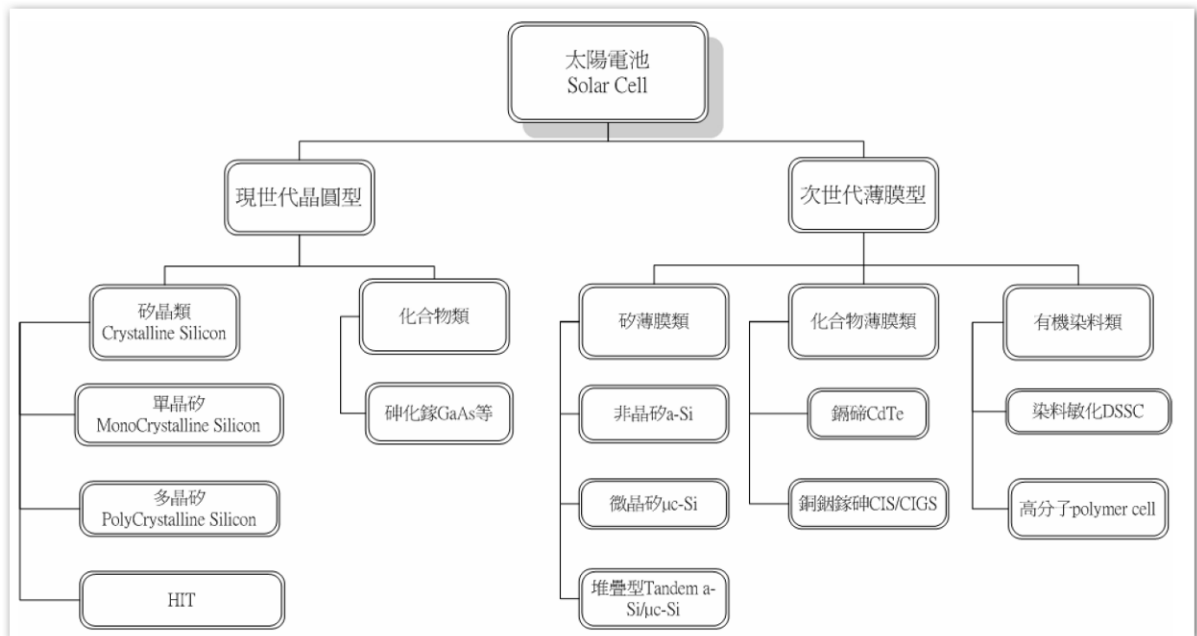 太陽電池
Solar Cell
現世代晶圓型
次世代薄膜型
矽晶類
Crystalline Silicon
化合物類
矽薄膜類
化合物薄膜類
有機染料類
單晶矽
MonoCrystalline Silicon
砷化鎵GaAs等
非晶矽a-Si
鎘碲CdTe
染料敏化DSSC
多晶矽
PolyCrystalline Silicon
微晶矽μc-Si
銅銦鎵砷CIS/CIGS
高分子polymer cell
HIT
堆疊型Tandem a-
Si/μc-Si